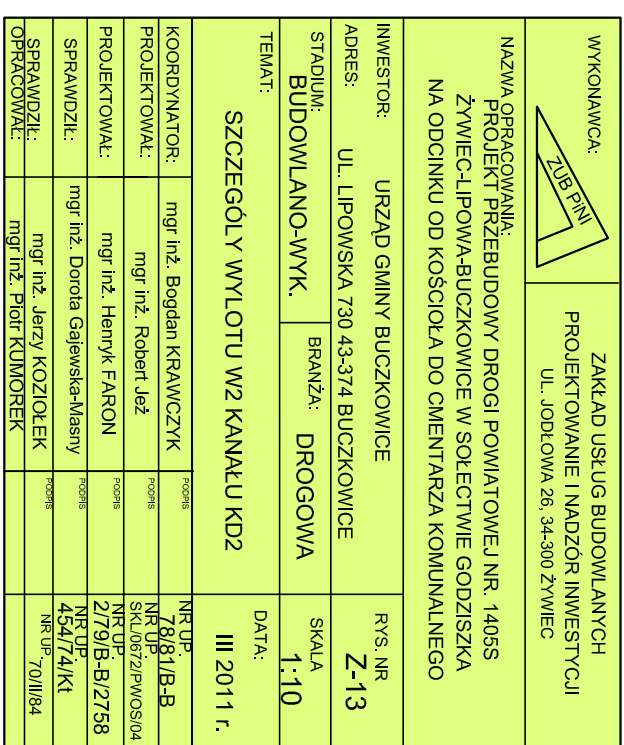 WYKONAWCA:
ZUB PiNI
ZAKŁAD USŁUG BUDOWLANYCH
PROJEKTOWANIE I NADZÓR INWESTYCJI
UL. JODŁOWA 26, 34-300 ŻYWIEC
NAZWA OPRACOWANIA:
PROJEKT PRZEBUDOWY DROGI POWIATOWEJ NR. 1405S
ŻYWIEC-LIPOWA-BUCZKOWICE W SOŁECTWIE GODZISZKA
NA ODCINKU OD KOŚCIOŁA DO CMENTARZA KOMUNALNEGO
INWESTOR: URZĄD GMINY BUCZKOWICE
ADRES: UL. LIPOWSKA 730 43-374 BUCZKOWICE
RYS. NR
Z-13
STADIUM:
BUDOWLANO-WYK.
BRANŻA: DROGOWA
SKALA
1:10
TEMAT:
SZCZEGÓŁY WYLOTU W2 KANAŁU KD2
DATA:
III 2011 r.
KOORDYNATOR: mgr inż. Bogdan KRAWCZYK PODPIS NR UP. 78/81/B-B
PROJEKTOWAŁ: mgr inż. Robert Jeż PODPIS NR UP. SKL/0672/PWOS/04
PROJEKTOWAŁ: mgr inż. Henryk FARON PODPIS NR UP. 2/79/B-B/2758
SPRAWDZIŁ: mgr inż. Dorota Gajewska-Masny PODPIS NR UP. 454/74/Kt
SPRAWDZIŁ: mgr inż. Jerzy KOZIOŁEK PODPIS NR UP. 70/II/84
OPRACOWAŁ: mgr inż. Piotr KUMOREK